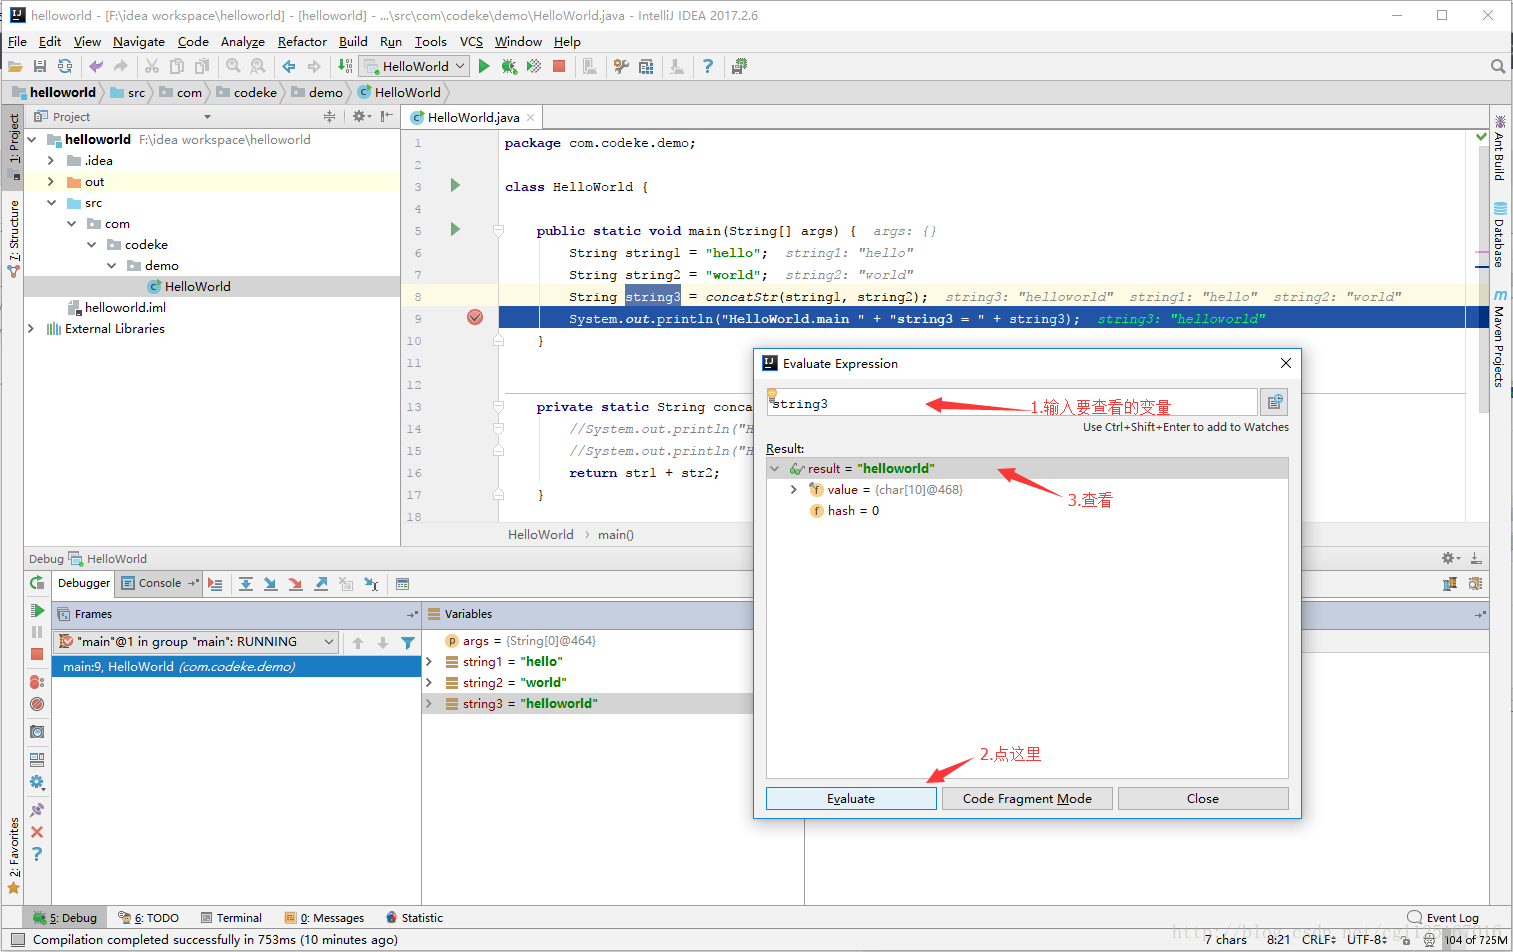 helloworld - [F:\idea workspace\helloworld] - [helloworld] - ...\src\com\codeke\demo\HelloWorld.java - IntelliJ IDEA 2017.2.6
File Edit View Navigate Code Analyze Refactor Build Run Tools VCS Window Help
HelloWorld
helloworld src com codeke demo HelloWorld
1: Project
7: Structure
2: Favorites
Project
helloworld F:\idea workspace\helloworld
.idea
out
src
com
codeke
demo
HelloWorld
helloworld.iml
External Libraries
HelloWorld.java
1 package com.codeke.demo;
2
3 class HelloWorld {
4
5 public static void main(String[] args) { args: {}
6 String string1 = "hello"; string1: "hello"
7 String string2 = "world"; string2: "world"
8 String string3 = concatStr(string1, string2); string3: "helloworld" string1: "hello" string2: "world"
9 System.out.println("HelloWorld.main " + "string3 = " + string3); string3: "helloworld"
10 }
11
12
13 private static String conca
14 //System.out.println("H
15 //System.out.println("H
16 return str1 + str2;
17 }
18
HelloWorld main()
Ant Build
Database
Maven Projects
Evaluate Expression
string3
1.输入要查看的变量
Use Ctrl+Shift+Enter to add to Watches
Result:
result = "helloworld"
value = {char[10]@468}
hash = 0
3.查看
2.点这里
Evaluate Code Fragment Mode Close
Debug HelloWorld
Debugger Console
Frames
"main"@1 in group "main": RUNNING
main:9, HelloWorld (com.codeke.demo)
Variables
args = {String[0]@464}
string1 = "hello"
string2 = "world"
string3 = "helloworld"
5: Debug 6: TODO Terminal 0: Messages Statistic Event Log
Compilation completed successfully in 753ms (10 minutes ago)
7 chars 8:21 CRLF UTF-8 104 of 725M